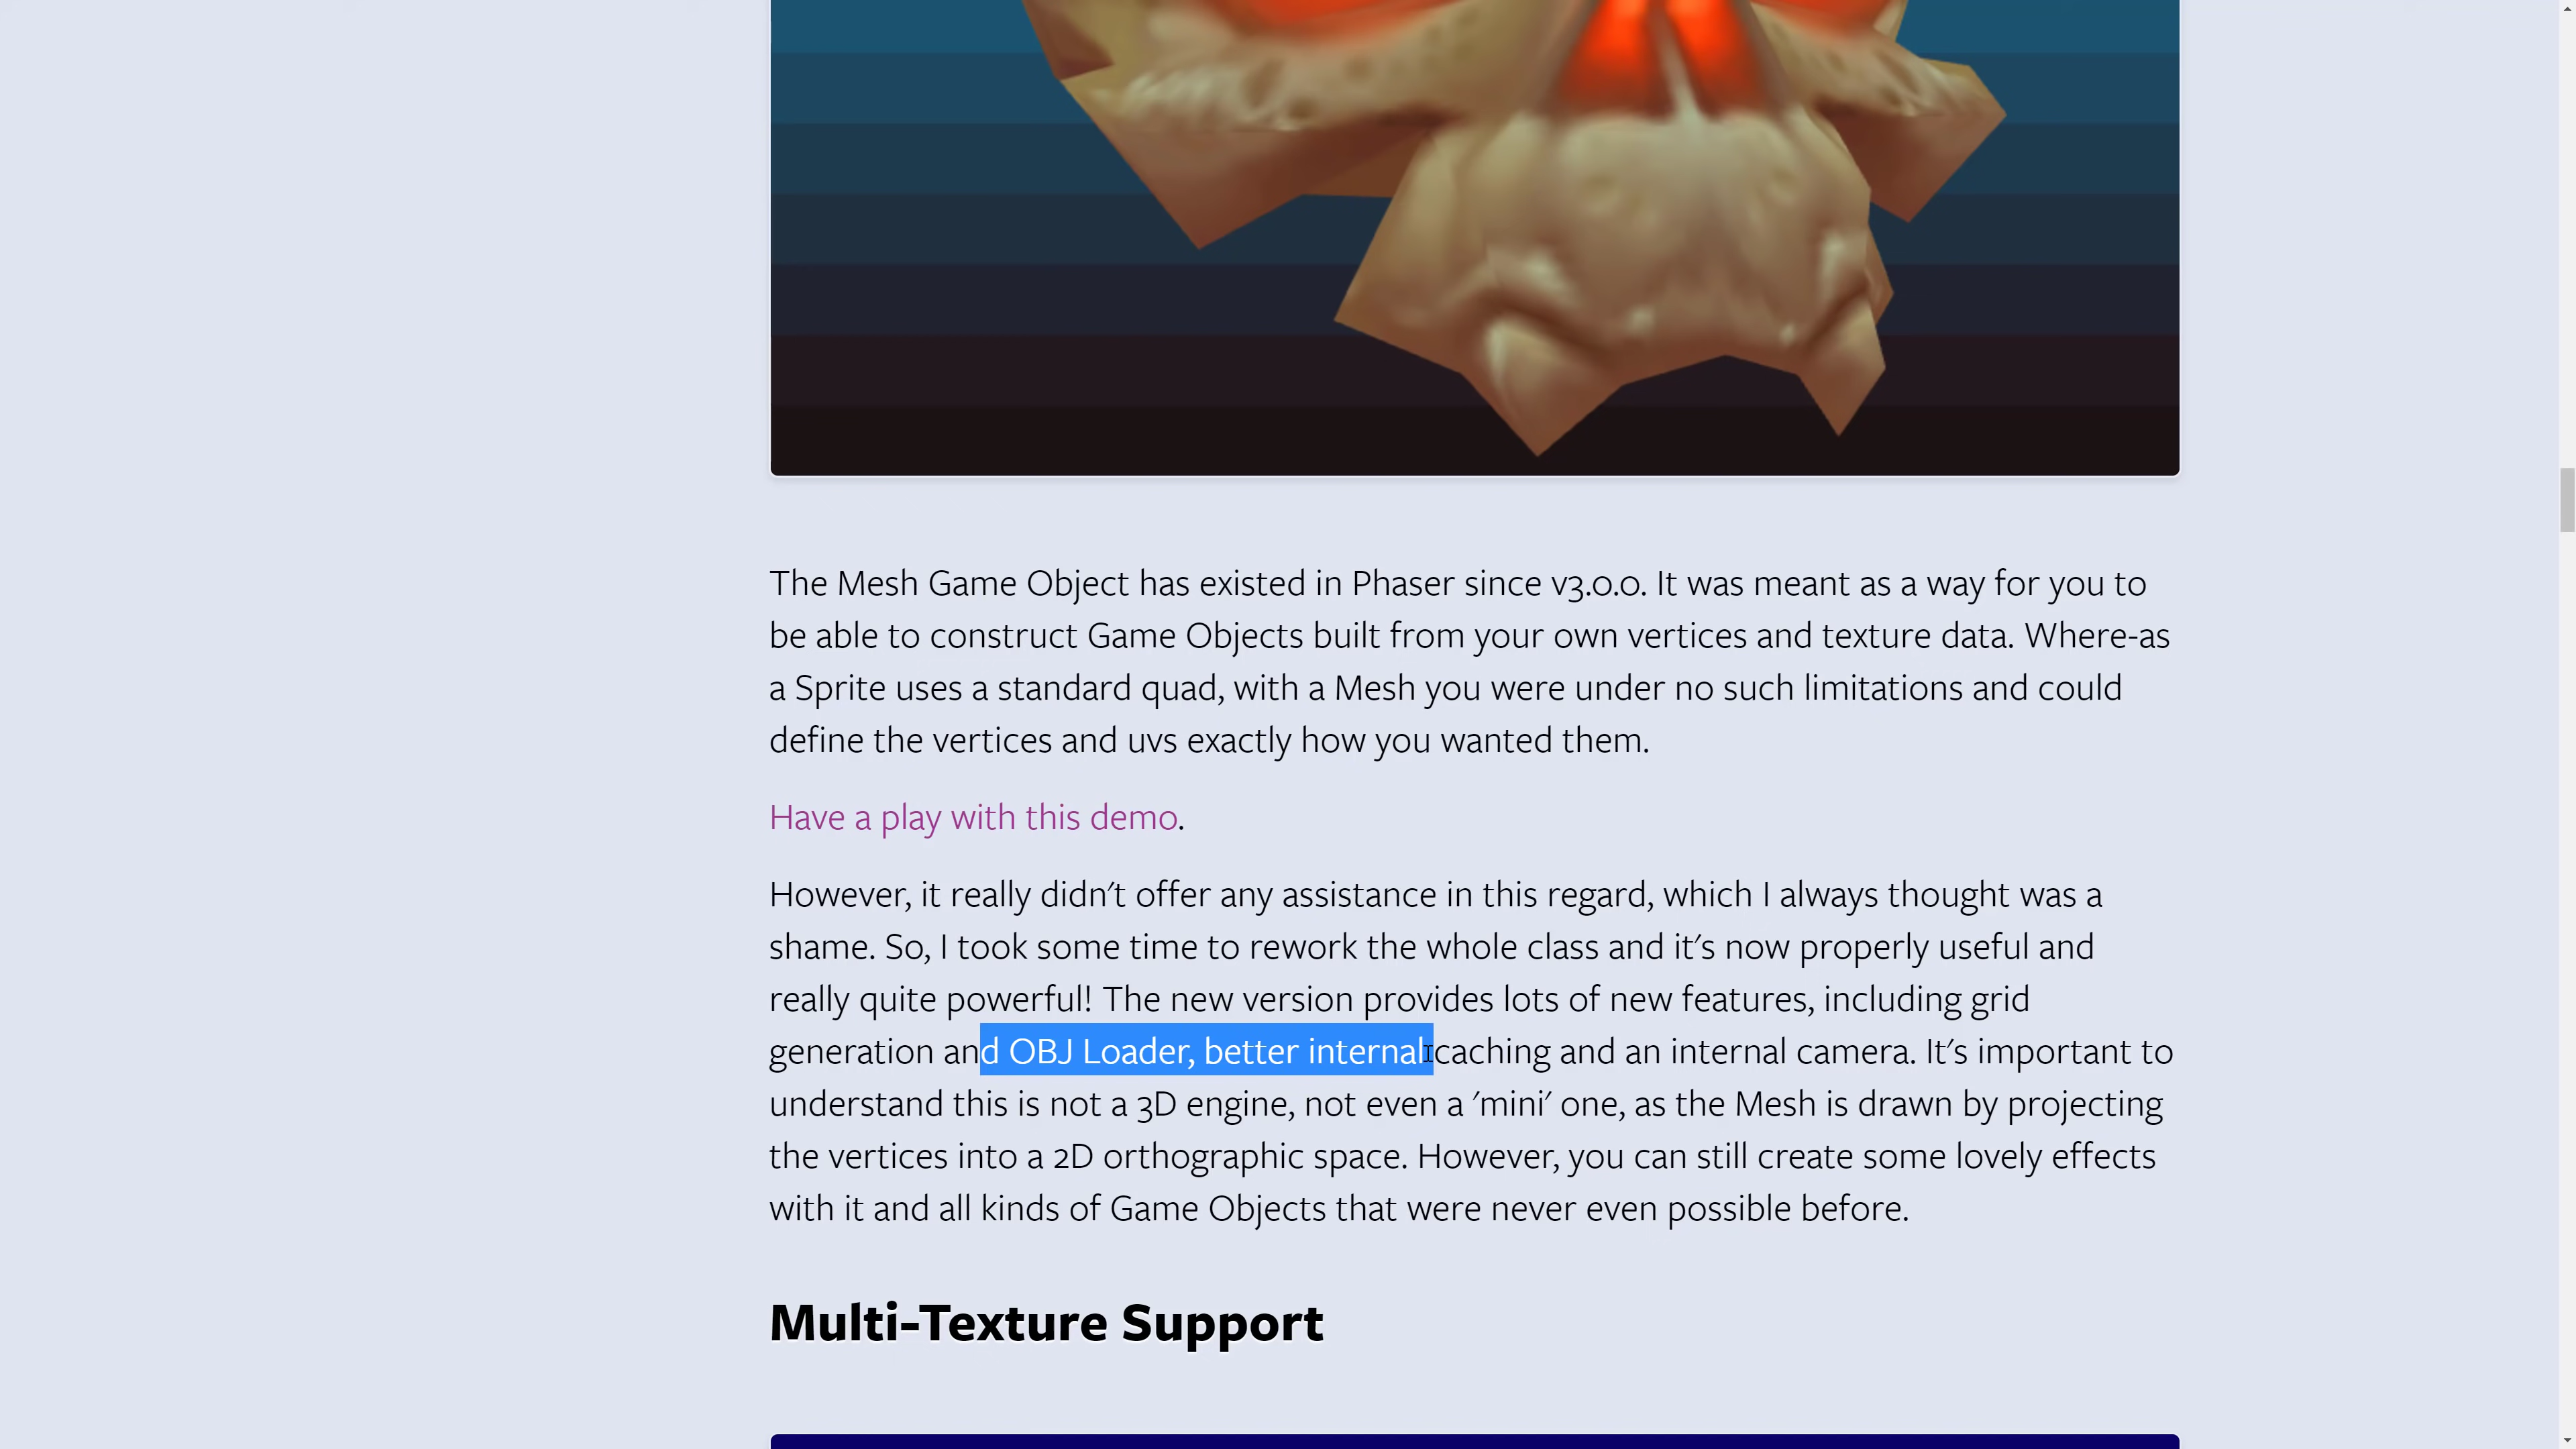 The Mesh Game Object has existed in Phaser since v3.0.0. It was meant as a way for you to
be able to construct Game Objects built from your own vertices and texture data. Where-as
a Sprite uses a standard quad, with a Mesh you were under no such limitations and could
define the vertices and uvs exactly how you wanted them.
Have a play with this demo.
However, it really didn't offer any assistance in this regard, which I always thought was a
shame. So, I took some time to rework the whole class and it's now properly useful and
really quite powerful! The new version provides lots of new features, including grid
generation and OBJ Loader, better internal caching and an internal camera. It's important to
understand this is not a 3D engine, not even a 'mini' one, as the Mesh is drawn by projecting
the vertices into a 2D orthographic space. However, you can still create some lovely effects
with it and all kinds of Game Objects that were never even possible before.
Multi-Texture Support